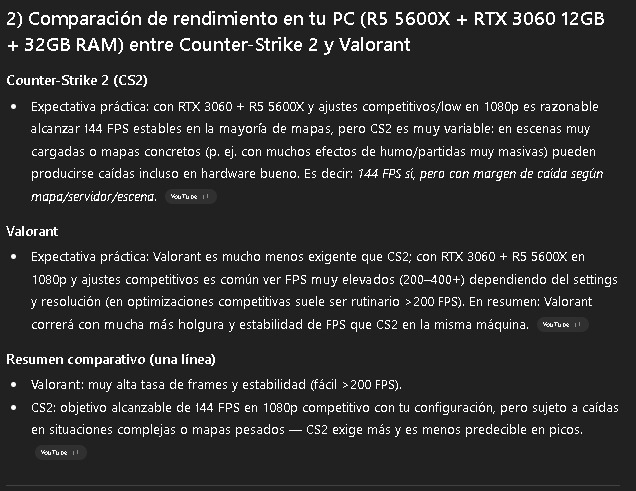 2) Comparación de rendimiento en tu PC (R5 5600X + RTX 3060 12GB
+ 32GB RAM) entre Counter-Strike 2 y Valorant
Counter-Strike 2 (CS2)
• Expectativa práctica: con RTX 3060 + R5 5600X y ajustes competitivos/low en 1080p es razonable
alcanzar 144 FPS estables en la mayoría de mapas, pero CS2 es muy variable: en escenas muy
cargadas o mapas concretos (p. ej. con muchos efectos de humo/partidas muy masivas) pueden
producirse caídas incluso en hardware bueno. Es decir: 144 FPS sí, pero con margen de caída según
mapa/servidor/escena. YouTube +1
Valorant
• Expectativa práctica: Valorant es mucho menos exigente que CS2; con RTX 3060 + R5 5600X en
1080p y ajustes competitivos es común ver FPS muy elevados (200–400+) dependiendo del settings
y resolución (en optimizaciones competitivas suele ser rutinario >200 FPS). En resumen: Valorant
correrá con mucha más holgura y estabilidad de FPS que CS2 en la misma máquina. YouTube +1
Resumen comparativo (una línea)
• Valorant: muy alta tasa de frames y estabilidad (fácil >200 FPS).
• CS2: objetivo alcanzable de 144 FPS en 1080p competitivo con tu configuración, pero sujeto a caídas
en situaciones complejas o mapas pesados — CS2 exige más y es menos predecible en picos.
YouTube +1